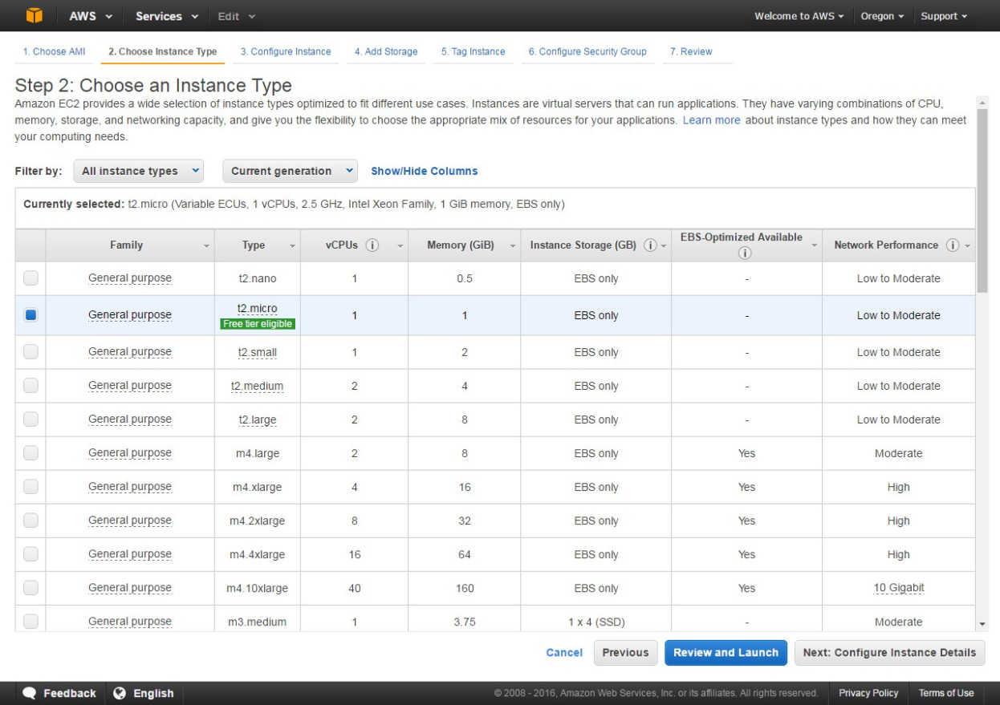 AWS Services Edit Welcome to AWS Oregon Support
1. Choose AMI 2. Choose Instance Type 3. Configure Instance 4. Add Storage 5. Tag Instance 6. Configure Security Group 7. Review
Step 2: Choose an Instance Type
Amazon EC2 provides a wide selection of instance types optimized to fit different use cases. Instances are virtual servers that can run applications. They have varying combinations of CPU,
memory, storage, and networking capacity, and give you the flexibility to choose the appropriate mix of resources for your applications. Learn more about instance types and how they can meet
your computing needs.
Filter by: All instance types Current generation Show/Hide Columns
Currently selected: t2.micro (Variable ECUs, 1 vCPUs, 2.5 GHz, Intel Xeon Family, 1 GiB memory, EBS only)
Family Type vCPUs i Memory (GiB) Instance Storage (GB) i EBS-Optimized Available i Network Performance i
General purpose t2.nano 1 0.5 EBS only - Low to Moderate
General purpose t2.micro Free tier eligible 1 1 EBS only - Low to Moderate
General purpose t2.small 1 2 EBS only - Low to Moderate
General purpose t2.medium 2 4 EBS only - Low to Moderate
General purpose t2.large 2 8 EBS only - Low to Moderate
General purpose m4.large 2 8 EBS only Yes Moderate
General purpose m4.xlarge 4 16 EBS only Yes High
General purpose m4.2xlarge 8 32 EBS only Yes High
General purpose m4.4xlarge 16 64 EBS only Yes High
General purpose m4.10xlarge 40 160 EBS only Yes 10 Gigabit
General purpose m3.medium 1 3.75 1 x 4 (SSD) - Moderate
Cancel Previous Review and Launch Next: Configure Instance Details
Feedback English © 2008 - 2016, Amazon Web Services, Inc. or its affiliates. All rights reserved. Privacy Policy Terms of Use